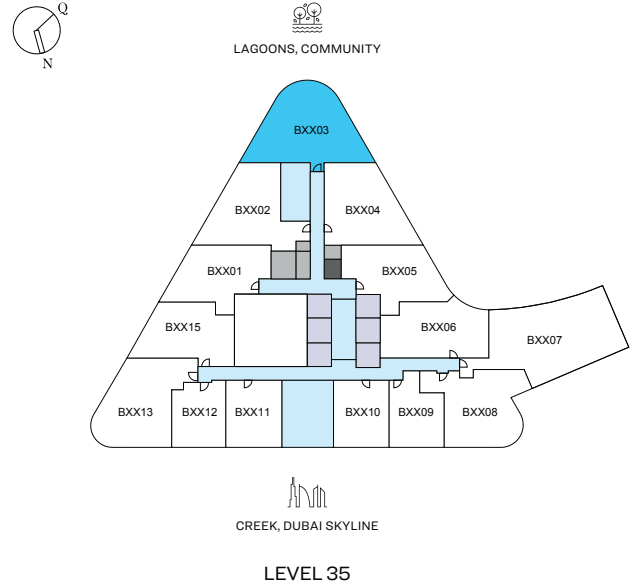 Q
N
LAGOONS, COMMUNITY
BXX03
BXX02
BXX04
BXX01
BXX05
BXX15
BXX06
BXX07
BXX13
BXX12
BXX11
BXX10
BXX09
BXX08
CREEK, DUBAI SKYLINE
LEVEL 35